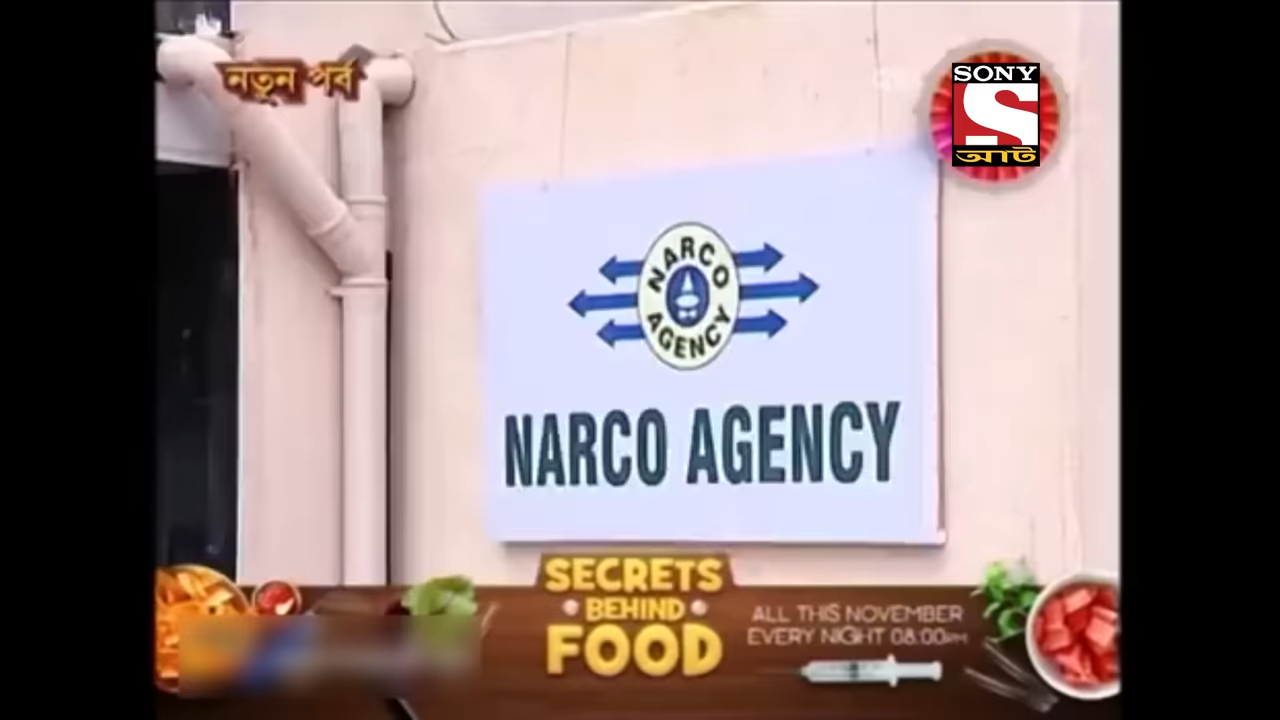 নতুন পর্ব
SONY
S
আট
NARCO
AGENCY
NARCO AGENCY
SECRETS
BEHIND
FOOD
ALL THIS NOVEMBER
EVERY NIGHT 08:00PM